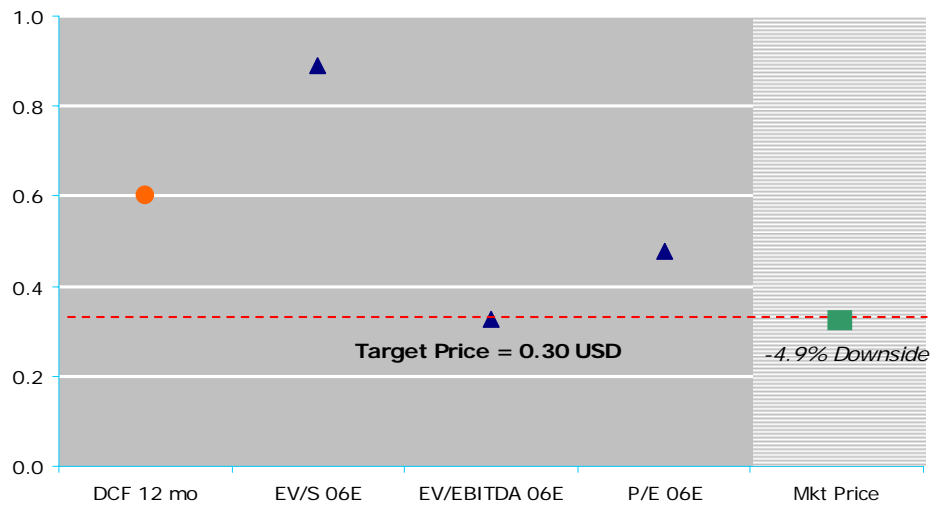 1.0
0.8
0.6
0.4
Target Price = 0.30 USD
-4.9% Downside
0.2
0.0
DCF 12 mo EV/S 06E EV/EBITDA 06E P/E 06E Mkt Price